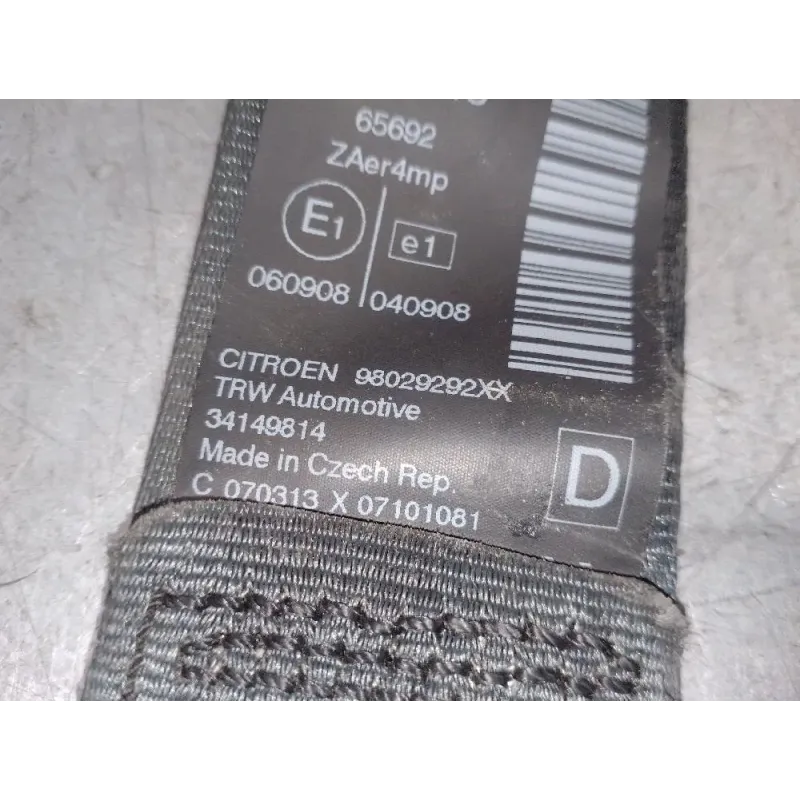 65692
ZAer4mp
E1 e1
060908 040908
CITROEN 98029292XX
TRW Automotive
34149814
Made in Czech Rep.
D
C 070313 X 07101081